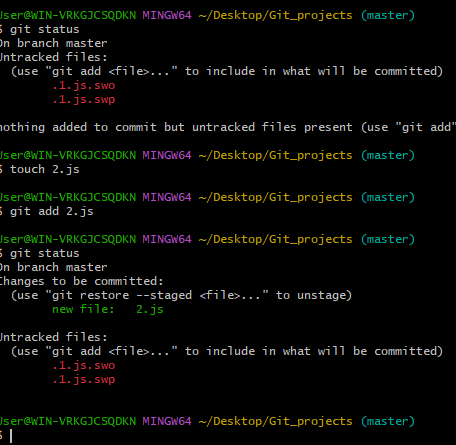 User@WIN-VRKGJCSQDKN MINGW64 ~/Desktop/Git_projects (master)
$ git status
On branch master
Untracked files:
  (use "git add <file>..." to include in what will be committed)
        .1.js.swo
        .1.js.swp

nothing added to commit but untracked files present (use "git add"

User@WIN-VRKGJCSQDKN MINGW64 ~/Desktop/Git_projects (master)
$ touch 2.js

User@WIN-VRKGJCSQDKN MINGW64 ~/Desktop/Git_projects (master)
$ git add 2.js

User@WIN-VRKGJCSQDKN MINGW64 ~/Desktop/Git_projects (master)
$ git status
On branch master
Changes to be committed:
  (use "git restore --staged <file>..." to unstage)
        new file:   2.js

Untracked files:
  (use "git add <file>..." to include in what will be committed)
        .1.js.swo
        .1.js.swp


User@WIN-VRKGJCSQDKN MINGW64 ~/Desktop/Git_projects (master)
$